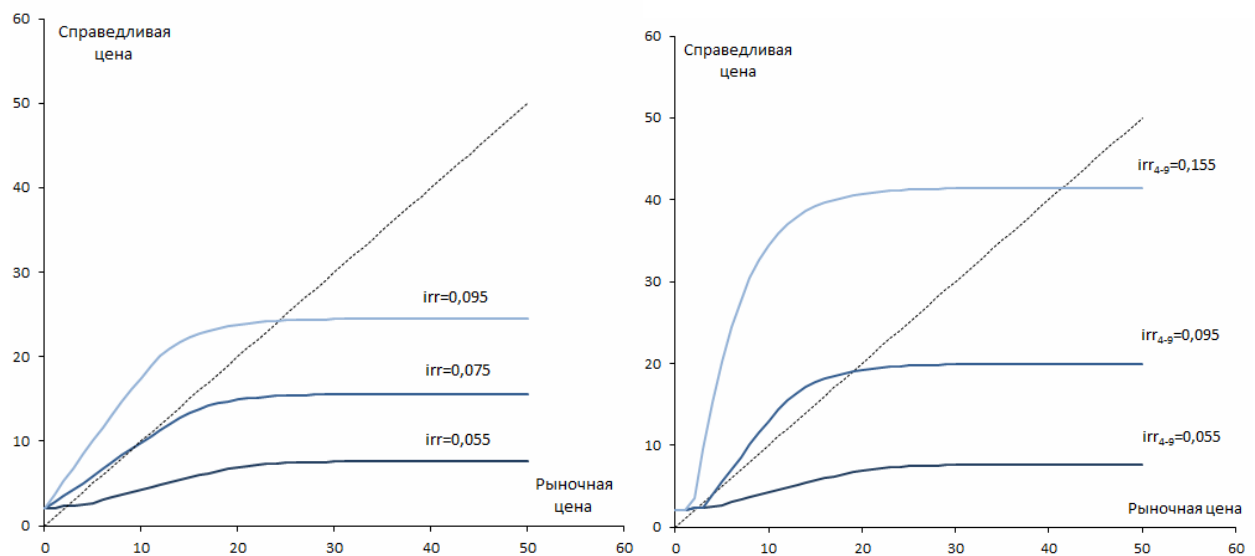 60
Справедливая
цена
50
40
30
20
10
0
irr=0,095
irr=0,075
irr=0,055
Рыночная
цена
0 10 20 30 40 50 60
60
Справедливая
цена
50
40
30
20
10
0
irr4-9=0,155
irr4-9=0,095
irr4-9=0,055
Рыночная цена
0 10 20 30 40 50 60